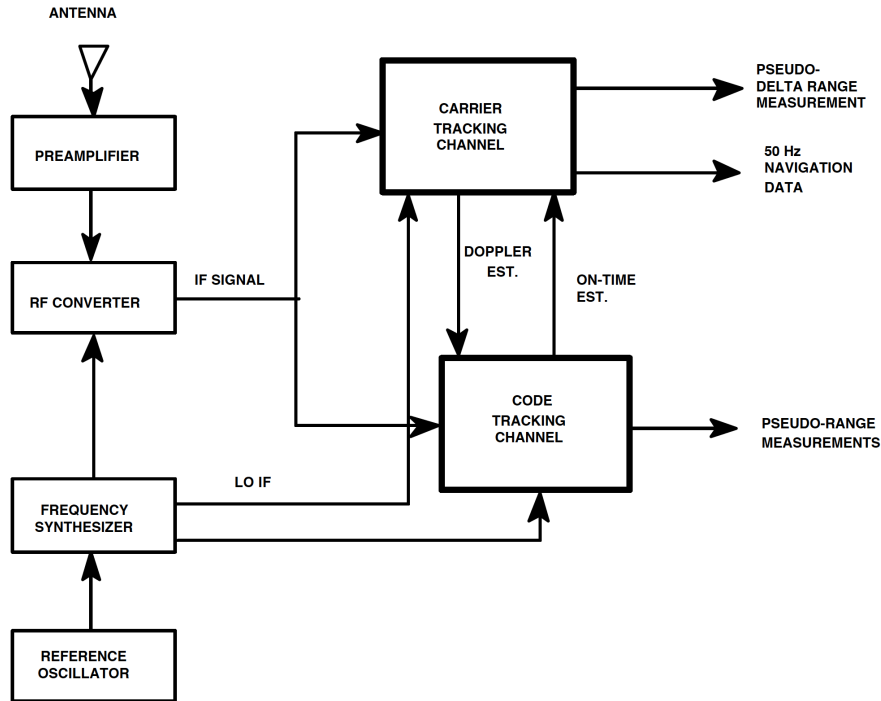 ANTENNA
PREAMPLIFIER
RF CONVERTER
IF SIGNAL
FREQUENCY
SYNTHESIZER
LO IF
REFERENCE
OSCILLATOR
CARRIER
TRACKING
CHANNEL
DOPPLER
EST.
ON-TIME
EST.
CODE
TRACKING
CHANNEL
PSEUDO-
DELTA RANGE
MEASUREMENT
50 Hz
NAVIGATION
DATA
PSEUDO-RANGE
MEASUREMENTS